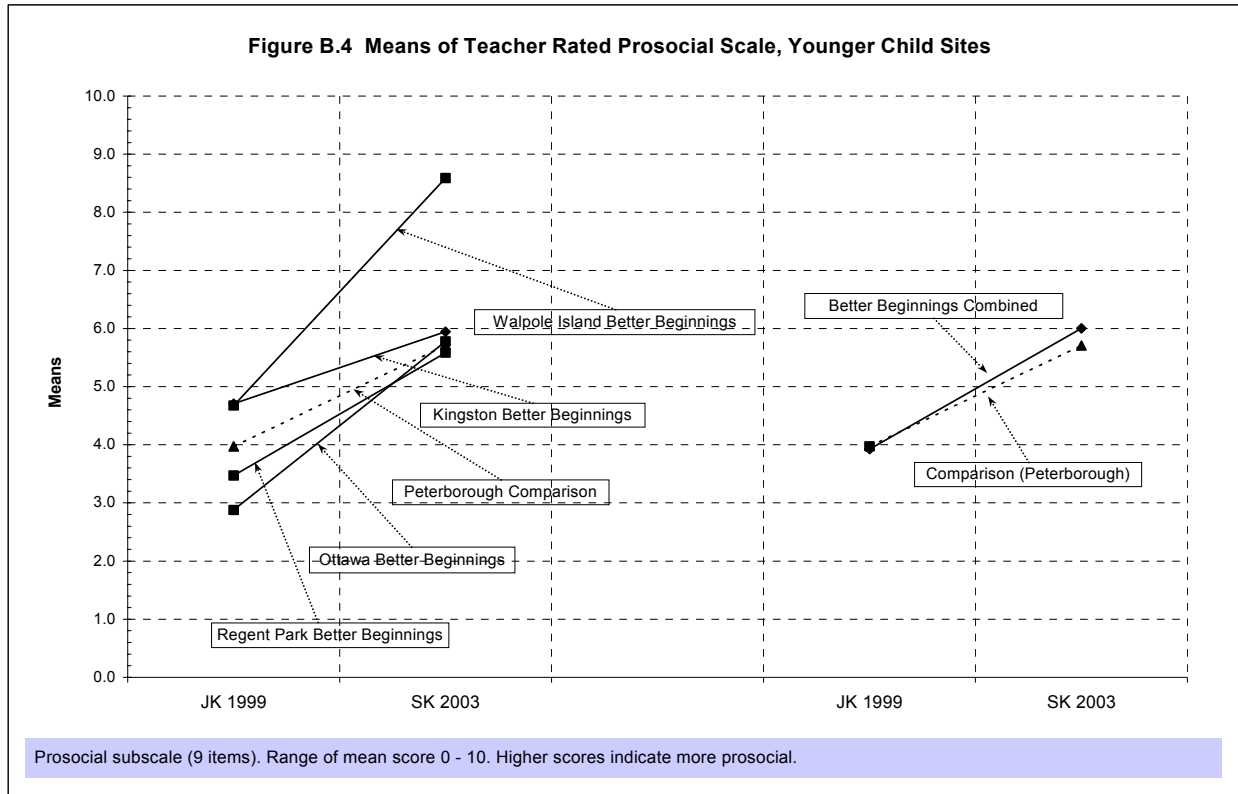 Figure B.4 Means of Teacher Rated Prosocial Scale, Younger Child Sites
10.0
9.0
8.0
7.0
6.0
5.0
4.0
3.0
2.0
1.0
0.0
Means
Walpole Island Better Beginnings
Kingston Better Beginnings
Peterborough Comparison
Ottawa Better Beginnings
Regent Park Better Beginnings
Better Beginnings Combined
Comparison (Peterborough)
JK 1999
SK 2003
JK 1999
SK 2003
Prosocial subscale (9 items). Range of mean score 0 - 10. Higher scores indicate more prosocial.